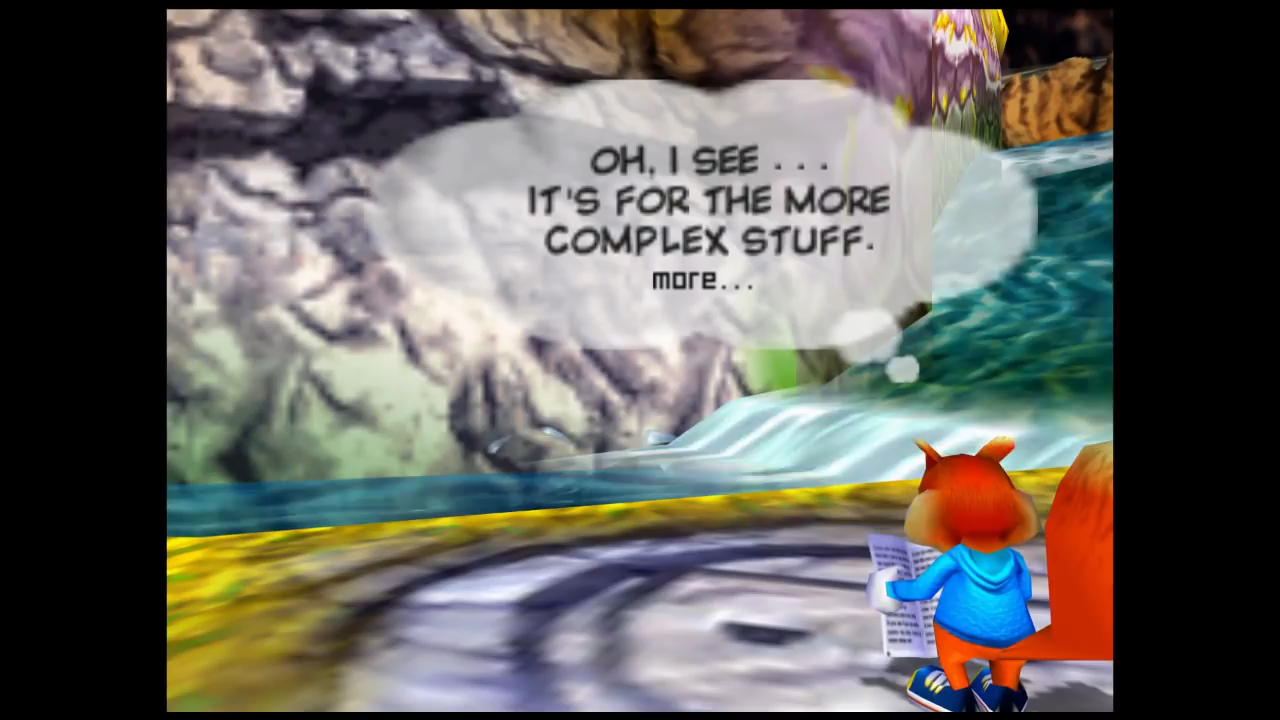 OH, I SEE . . .
IT'S FOR THE MORE
COMPLEX STUFF.
more...